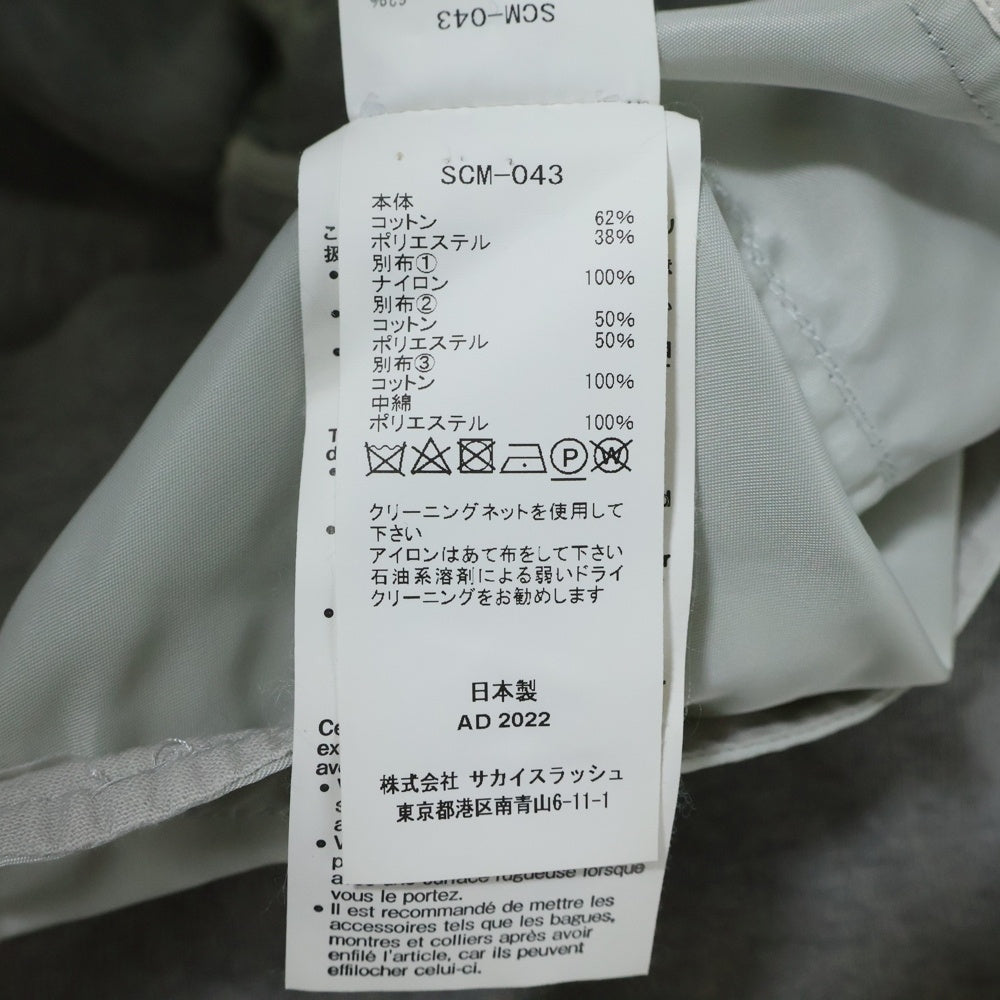 SCM-043
SCM-043
本体
コットン 62%
ポリエステル 38%
別布①
ナイロン 100%
別布②
コットン 50%
ポリエステル 50%
別布③
コットン 100%
中綿
ポリエステル 100%
P W
クリーニングネットを使用して
下さい
アイロンはあて布をして下さい
石油系溶剤による弱いドライ
クリーニングをお勧めします
日本製
AD 2022
株式会社 サカイスラッシュ
東京都港区南青山6-11-1
une surface rugueuse lorsque
vous le portez.
• Il est recommandé de mettre les
accessoires tels que les bagues,
montres et colliers après avoir
enfilé l'article, car ils peuvent
effilocher celui-ci.